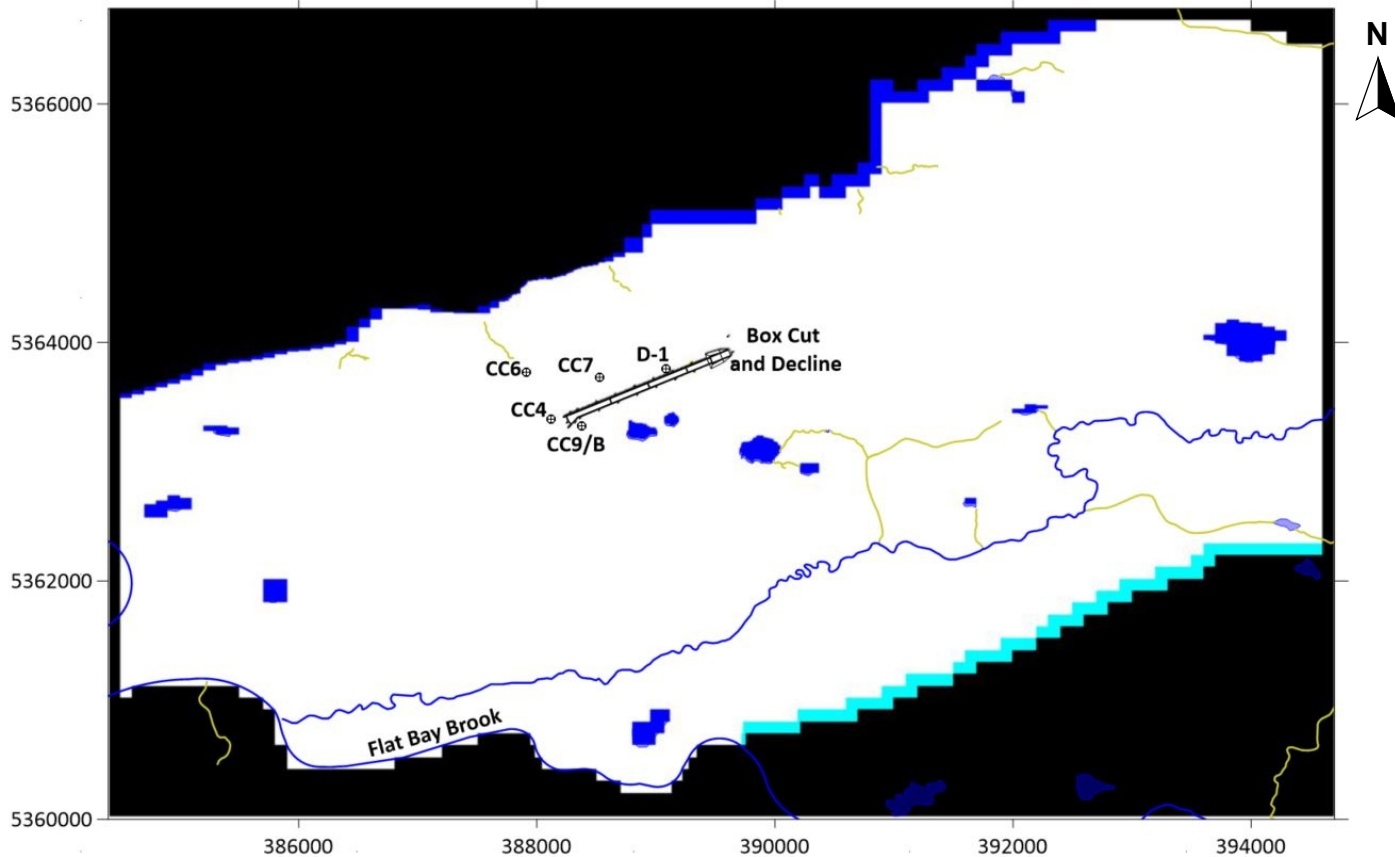 N
5366000
5364000
Box Cut
and Decline
D-1
CC7
CC6
CC4
CC9/B
5362000
Flat Bay Brook
5360000
386000
388000
390000
392000
394000